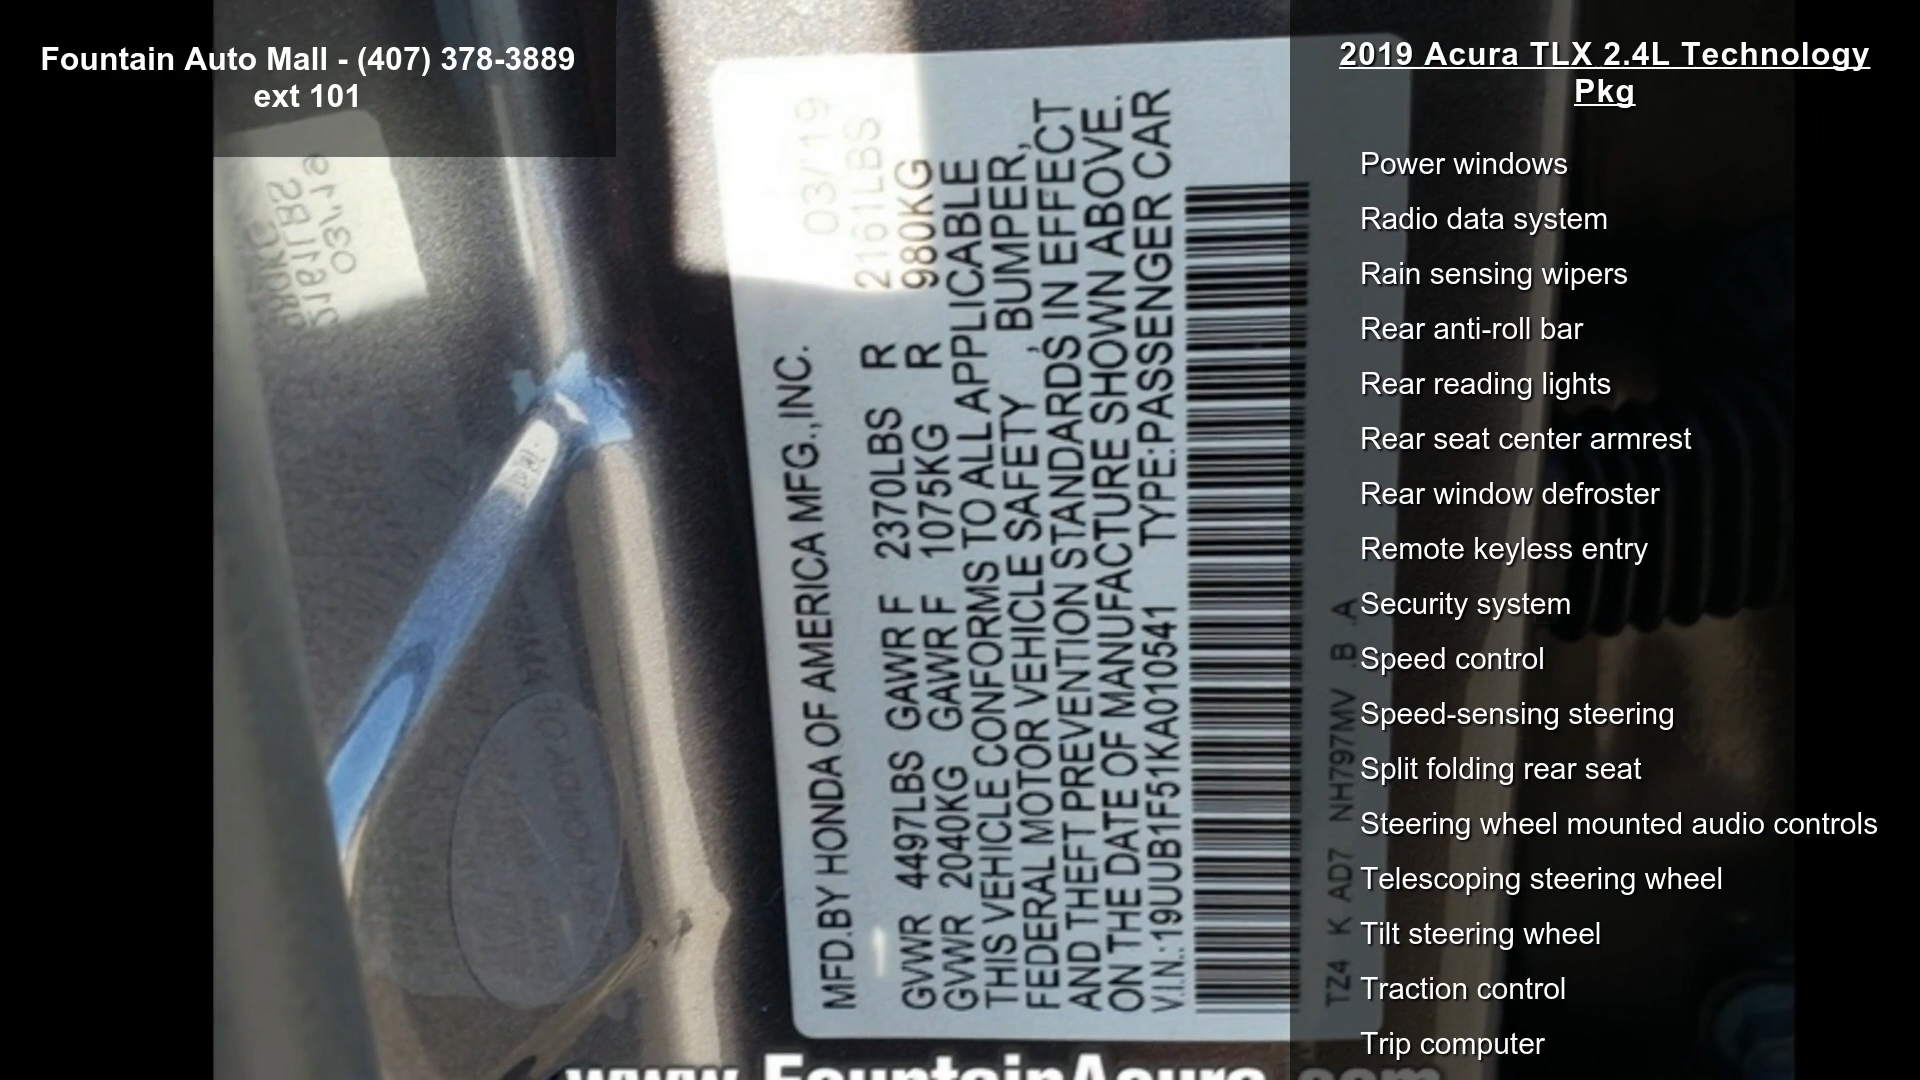 Fountain Auto Mall - (407) 378-3889
ext 101
2019 Acura TLX 2.4L Technology
Pkg
Power windows
Radio data system
Rain sensing wipers
Rear anti-roll bar
Rear reading lights
Rear seat center armrest
Rear window defroster
Remote keyless entry
Security system
Speed control
Speed-sensing steering
Split folding rear seat
Steering wheel mounted audio controls
Telescoping steering wheel
Tilt steering wheel
Traction control
Trip computer
MFD.BY HONDA OF AMERICA MFG.,INC. 03/19
GVWR 4497LBS GAWR F 2370LBS R 2161LBS
GVWR 2040KG GAWR F 1075KG R 980KG
THIS VEHICLE CONFORMS TO ALL APPLICABLE
FEDERAL MOTOR VEHICLE SAFETY , BUMPER,
AND THEFT PREVENTION STANDARDS IN EFFECT
ON THE DATE OF MANUFACTURE SHOWN ABOVE.
V.I.N.:19UUB1F51KA010541 TYPE:PASSENGER CAR
TZ4 K AD7 NH797MV .B .A
www.FountainAcura.com